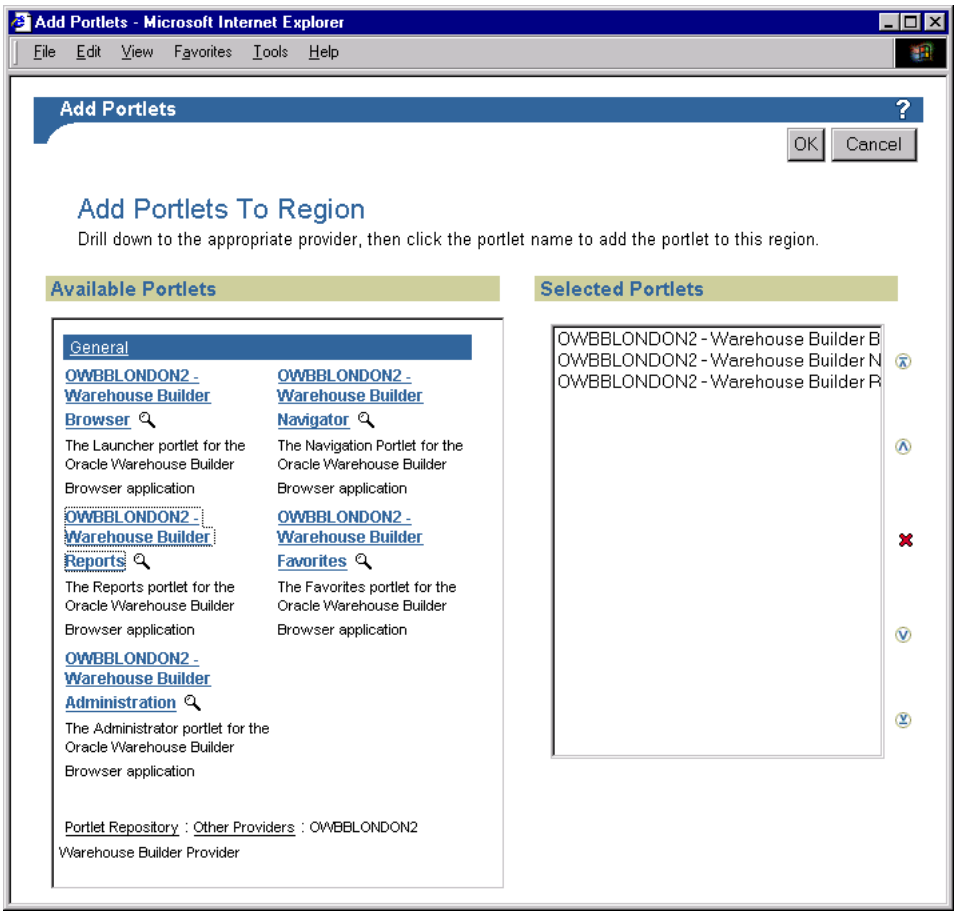 Add Portlets - Microsoft Internet Explorer
File Edit View Favorites Tools Help
Add Portlets
?
OK Cancel
Add Portlets To Region
Drill down to the appropriate provider, then click the portlet name to add the portlet to this region.
Available Portlets
General
OWBBLONDON2 -
Warehouse Builder
Browser
The Launcher portlet for the
Oracle Warehouse Builder
Browser application
OWBBLONDON2 -
Warehouse Builder
Navigator
The Navigation Portlet for the
Oracle Warehouse Builder
Browser application
OWBBLONDON2 -
Warehouse Builder
Reports
The Reports portlet for the
Oracle Warehouse Builder
Browser application
OWBBLONDON2 -
Warehouse Builder
Favorites
The Favorites portlet for the
Oracle Warehouse Builder
Browser application
OWBBLONDON2 -
Warehouse Builder
Administration
The Administrator portlet for the
Oracle Warehouse Builder
Browser application
Portlet Repository : Other Providers : OWBBLONDON2
Warehouse Builder Provider
Selected Portlets
OWBBLONDON2 - Warehouse Builder B
OWBBLONDON2 - Warehouse Builder N
OWBBLONDON2 - Warehouse Builder R